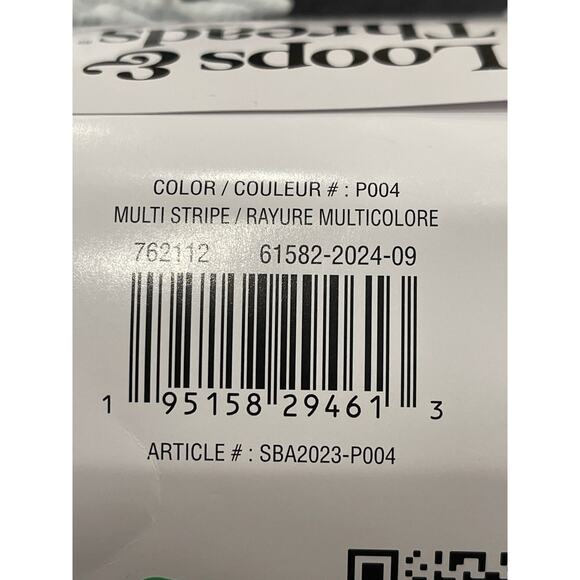 Loops &
Threads®
COLOR / COULEUR # : P004
MULTI STRIPE / RAYURE MULTICOLORE
762112 61582-2024-09
1 95158 29461 3
ARTICLE # : SBA2023-P004